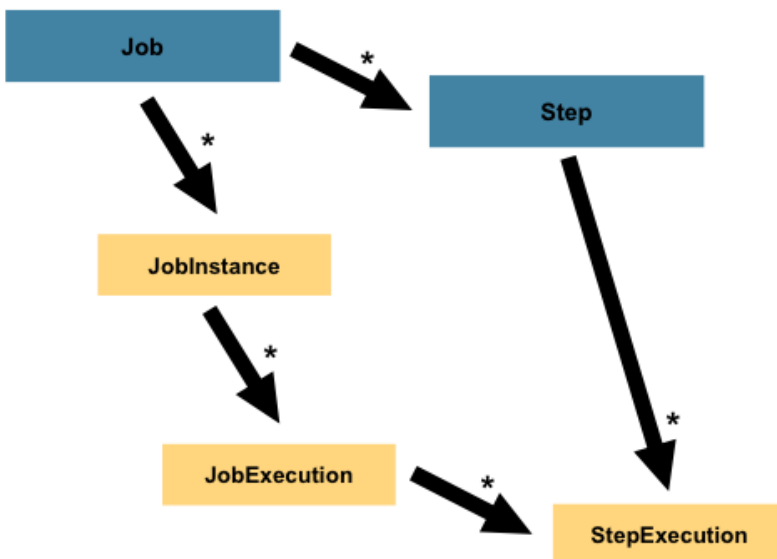 Job
*
Step
*
JobInstance
*
*
JobExecution
*
StepExecution